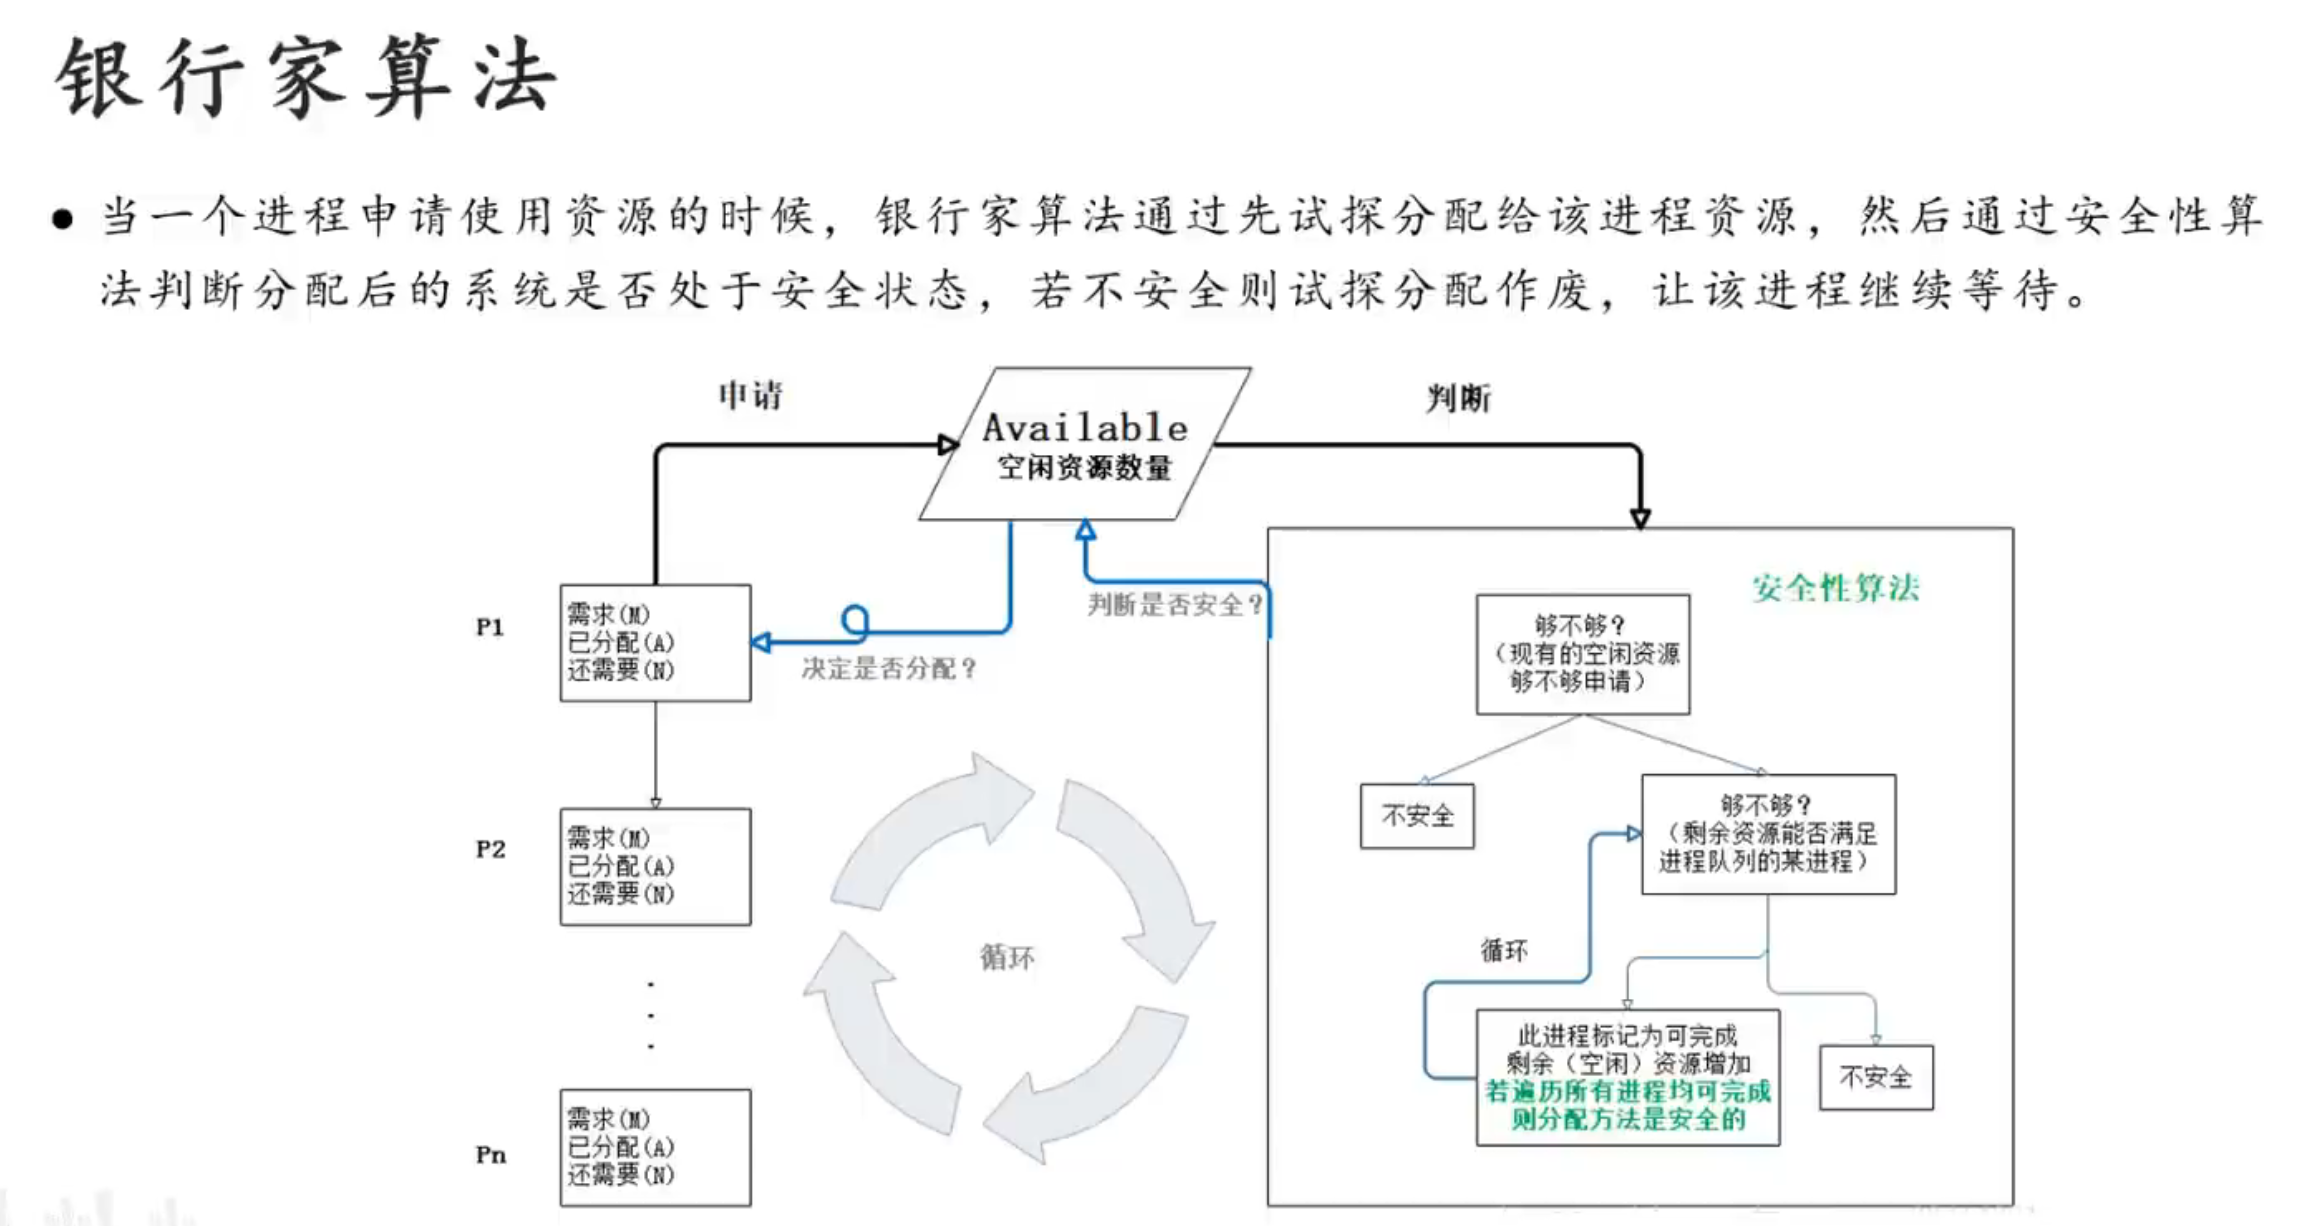 银行家算法
● 当一个进程申请使用资源的时候，银行家算法通过先试探分配给该进程资源，然后通过安全性算
法判断分配后的系统是否处于安全状态，若不安全则试探分配作废，让该进程继续等待。
申请
Available
空闲资源数量
判断
P1
需求(M)
已分配(A)
还需要(N)
决定是否分配？
判断是否安全？
P2
需求(M)
已分配(A)
还需要(N)
.
.
.
Pn
需求(M)
已分配(A)
还需要(N)
循环
安全性算法
够不够？
（现有的空闲资源
够不够申请）
不安全
够不够？
（剩余资源能否满足
进程队列的某进程）
循环
此进程标记为可完成
剩余（空闲）资源增加
若遍历所有进程均可完成
则分配方法是安全的
不安全